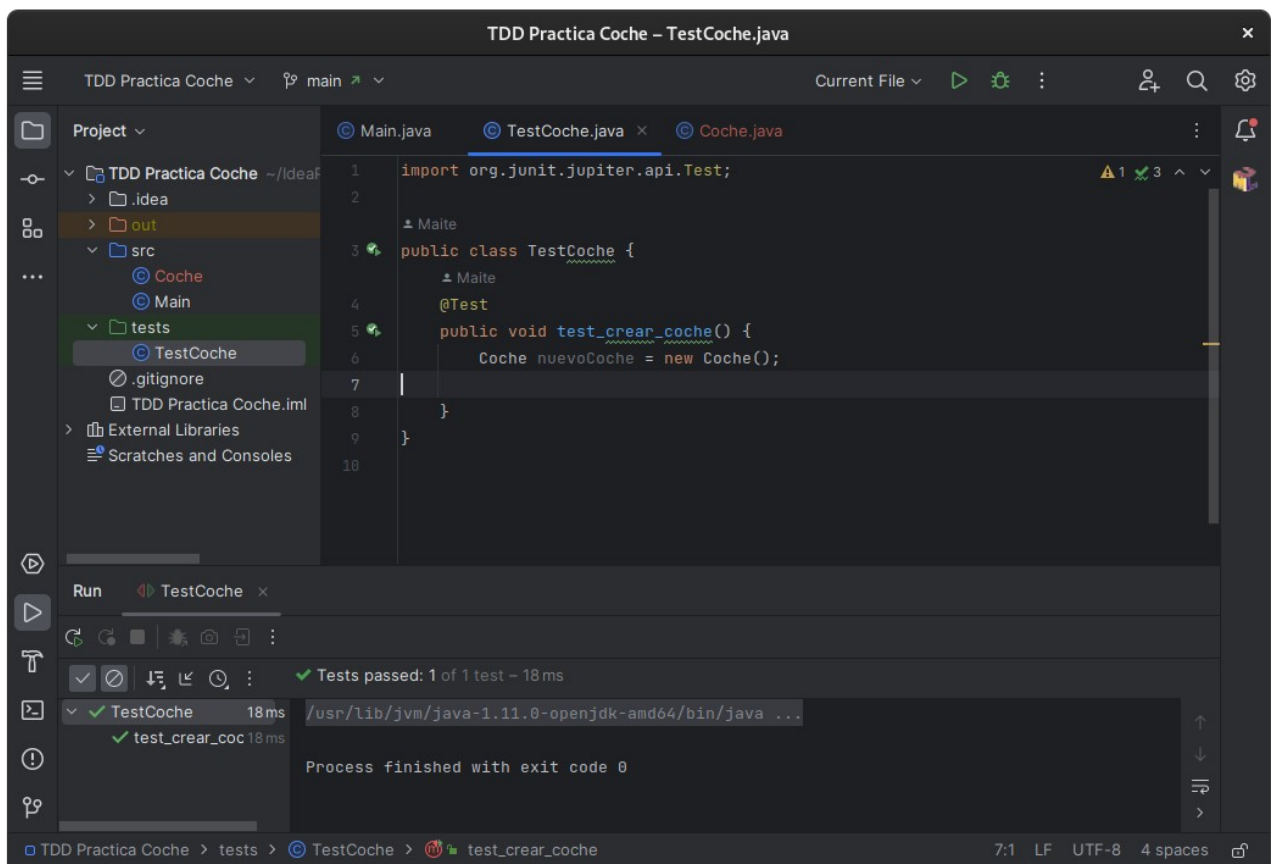 TDD Practica Coche – TestCoche.java
TDD Practica Coche
main
Current File
Project
Main.java
TestCoche.java
Coche.java
TDD Practica Coche ~/IdeaP
.idea
out
src
Coche
Main
tests
TestCoche
.gitignore
TDD Practica Coche.iml
External Libraries
Scratches and Consoles
1 import org.junit.jupiter.api.Test;
1 3
2
Maite
3 public class TestCoche {
Maite
4 @Test
5 public void test_crear_coche() {
6 Coche nuevoCoche = new Coche();
7
8 }
9 }
10
Run TestCoche
Tests passed: 1 of 1 test – 18 ms
TestCoche 18 ms
test_crear_coc 18 ms
/usr/lib/jvm/java-1.11.0-openjdk-amd64/bin/java ...
Process finished with exit code 0
TDD Practica Coche > tests > TestCoche > test_crear_coche
7:1 LF UTF-8 4 spaces